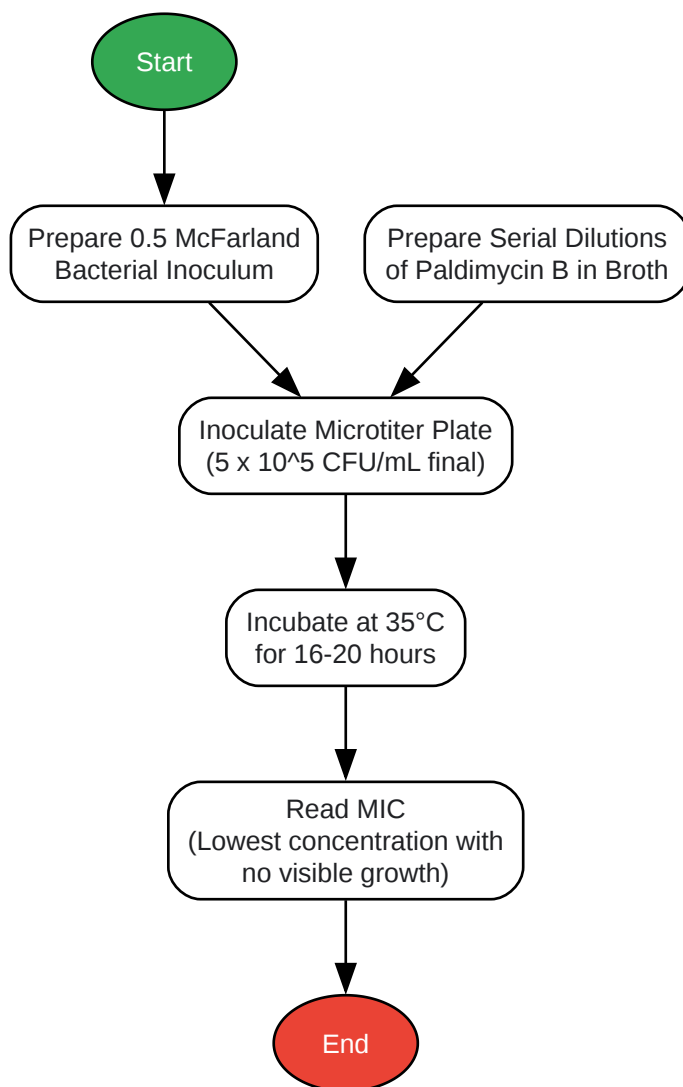 Start
Prepare 0.5 McFarland
Bacterial Inoculum
Prepare Serial Dilutions
of Paldimycin B in Broth
Inoculate Microtiter Plate
(5 x 10^5 CFU/mL final)
Incubate at 35°C
for 16-20 hours
Read MIC
(Lowest concentration with
no visible growth)
End